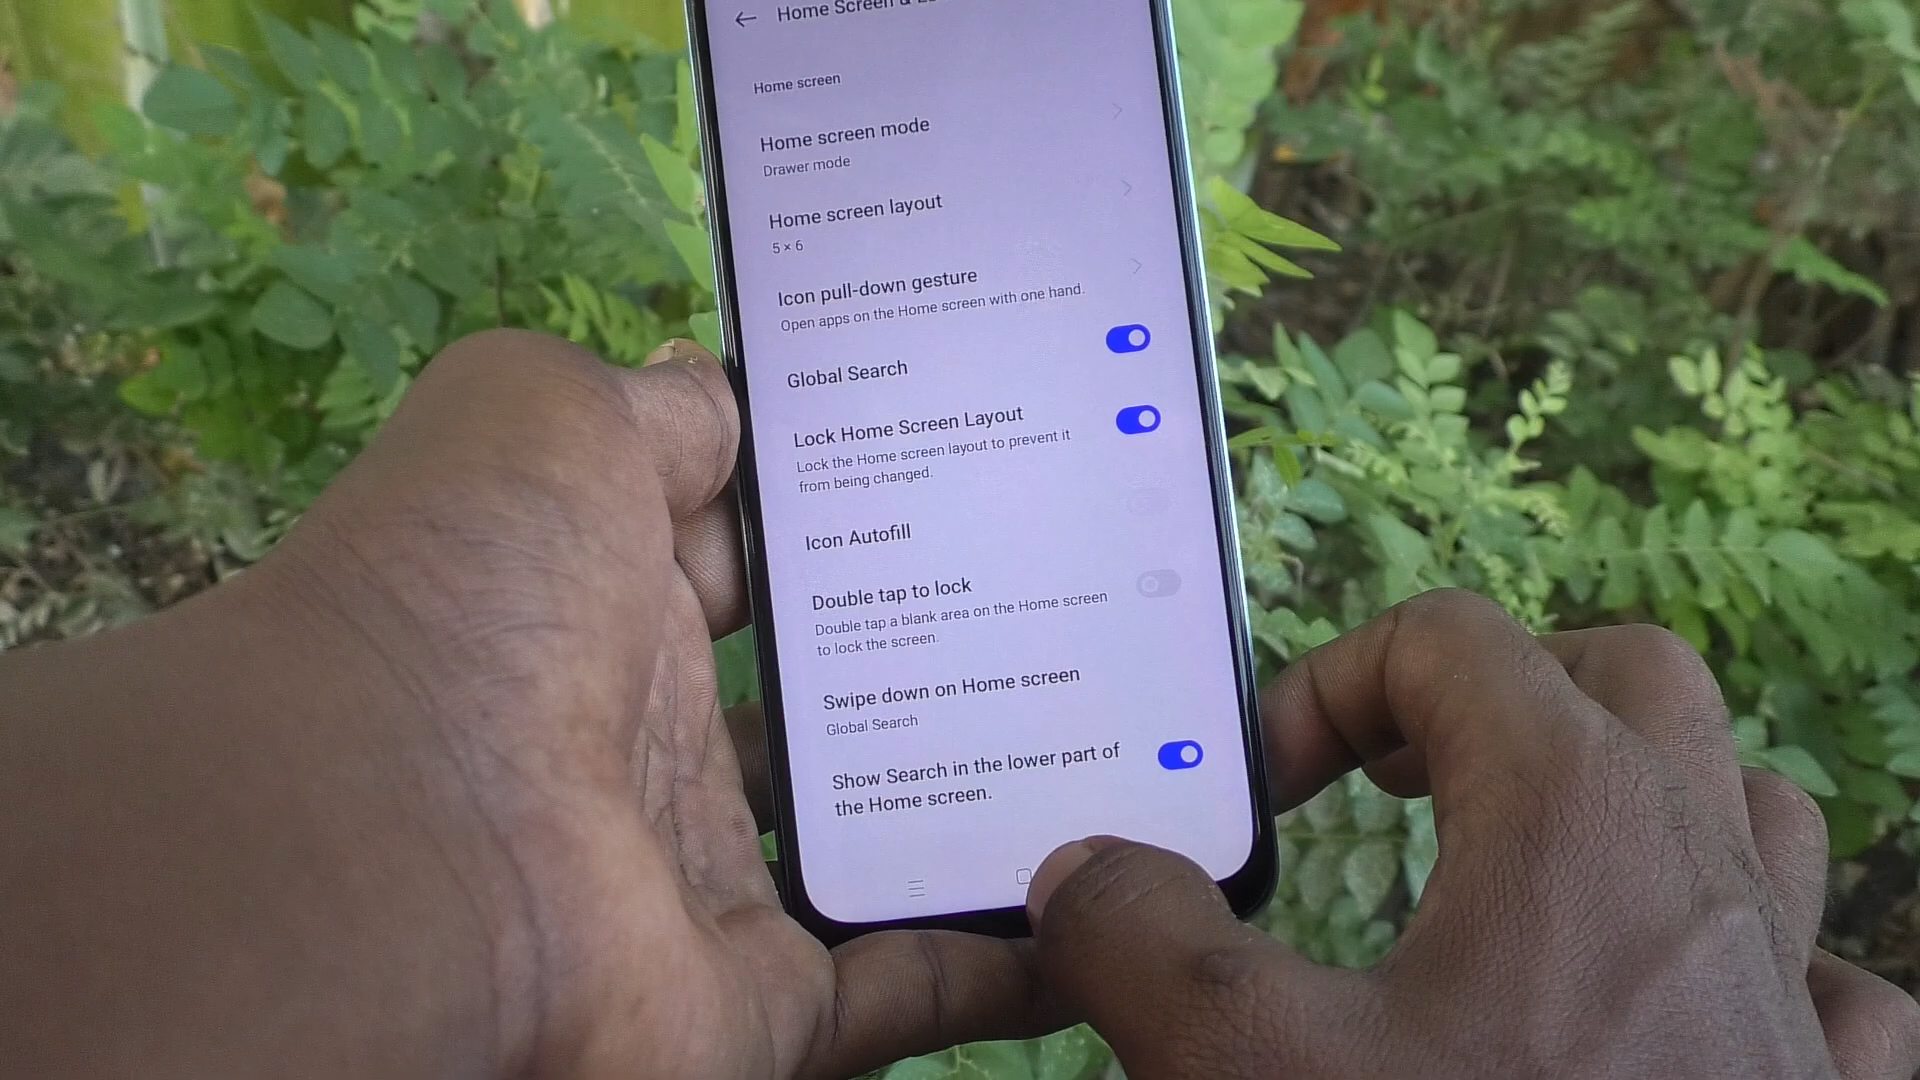 Home Screen &
Home screen
Home screen mode
Drawer mode
Home screen layout
5 × 6
Icon pull-down gesture
Open apps on the Home screen with one hand.
Global Search
Lock Home Screen Layout
Lock the Home screen layout to prevent it
from being changed.
Icon Autofill
Double tap to lock
Double tap a blank area on the Home screen
to lock the screen.
Swipe down on Home screen
Global Search
Show Search in the lower part of
the Home screen.